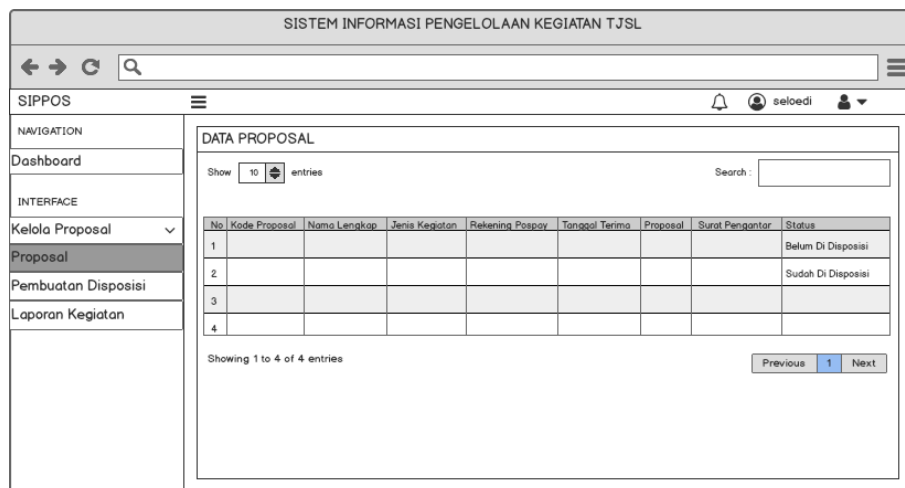 SISTEM INFORMASI PENGELOLAAN KEGIATAN TJSL
SIPPOS
seloedi
NAVIGATION
Dashboard
INTERFACE
Kelola Proposal
Proposal
Pembuatan Disposisi
Laporan Kegiatan
DATA PROPOSAL
Show 10 entries
Search :
No Kode Proposal Nama Lengkap Jenis Kegiatan Rekening Pospay Tanggal Terima Proposal Surat Pengantar Status
1 Belum Di Disposisi
2 Sudah Di Disposisi
3
4
Showing 1 to 4 of 4 entries
Previous 1 Next